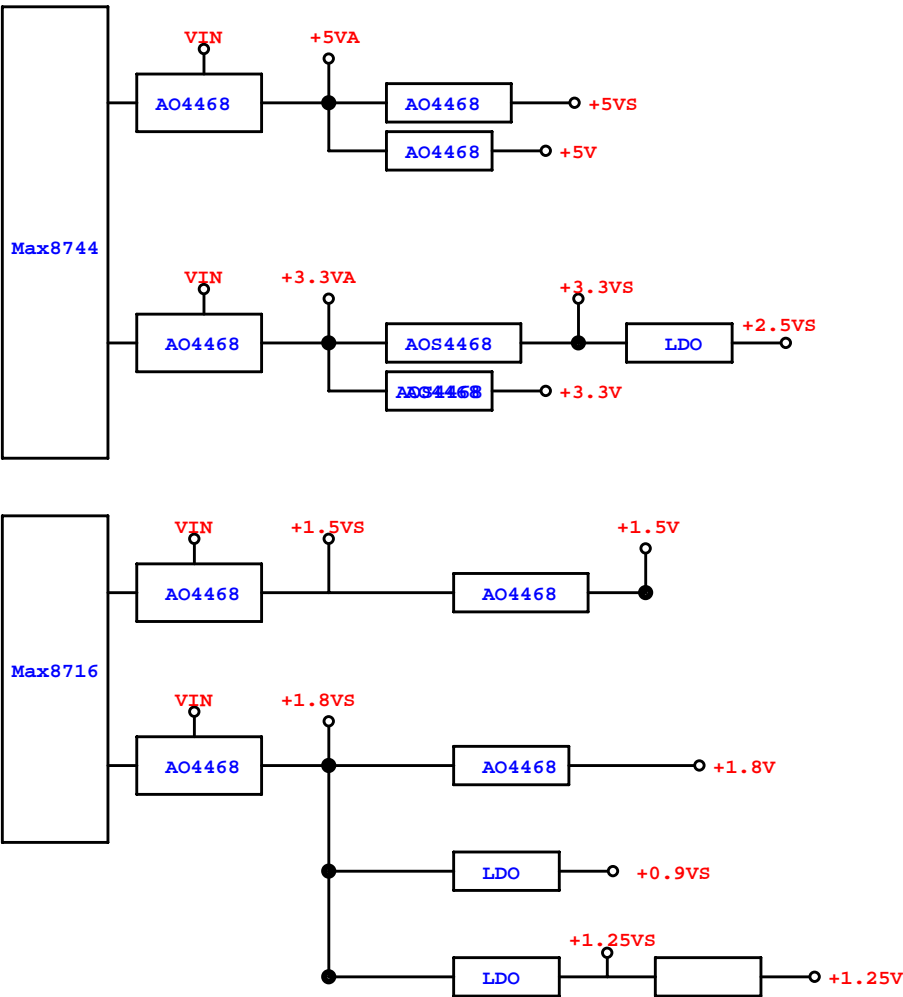 VIN +5VA
AO4468 AO4468 +5VS
AO4468 +5V
Max8744
VIN +3.3VA +3.3VS
+2.5VS
AO4468 AOS4468 LDO
+3.3V
VIN +1.5VS +1.5V
AO4468 AO4468
Max8716
VIN +1.8VS
AO4468 AO4468 +1.8V
LDO +0.9VS
+1.25VS
LDO +1.25V